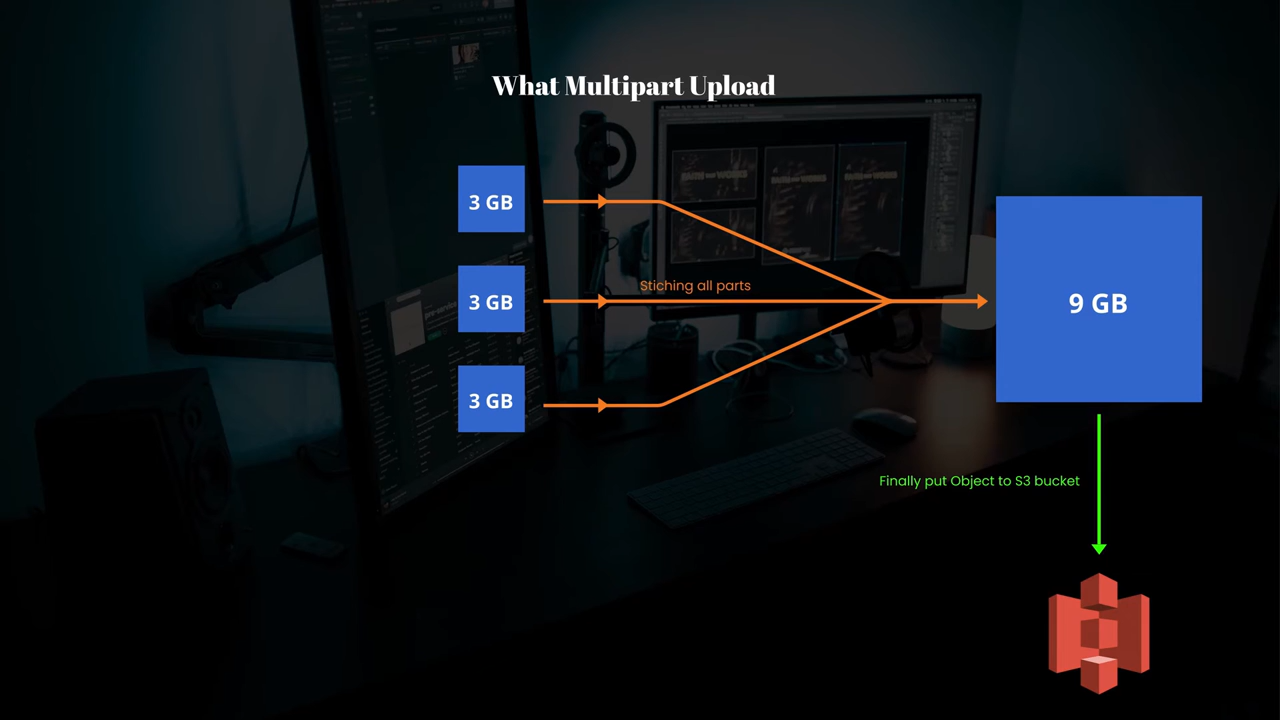 What Multipart Upload
3 GB
3 GB
3 GB
Stiching all parts
9 GB
Finally put Object to S3 bucket